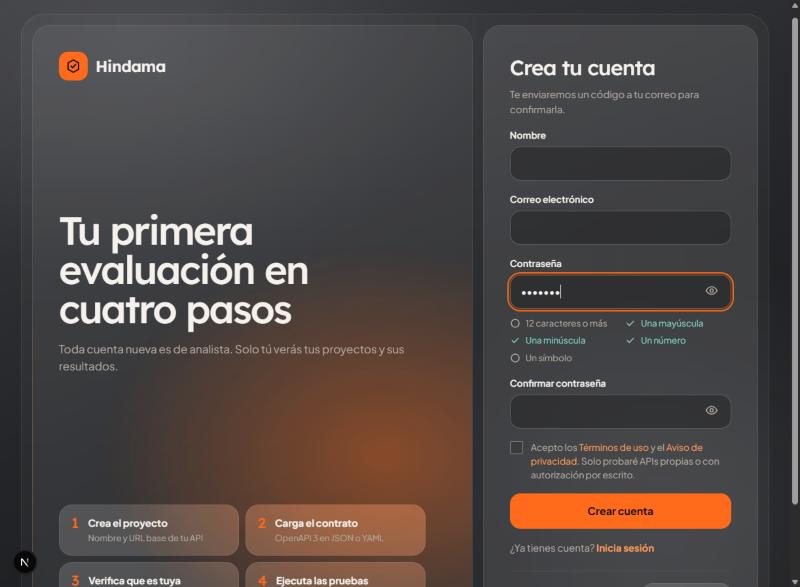 Hindama
Tu primera
evaluación en
cuatro pasos
Toda cuenta nueva es de analista. Solo tú verás tus proyectos y sus
resultados.
1 Crea el proyecto
Nombre y URL base de tu API
2 Carga el contrato
OpenAPI 3 en JSON o YAML
3 Verifica que es tuya
4 Ejecuta las pruebas
N
Crea tu cuenta
Te enviaremos un código a tu correo para
confirmarla.
Nombre
Correo electrónico
Contraseña
•••••••
12 caracteres o más
Una mayúscula
Una minúscula
Un número
Un símbolo
Confirmar contraseña
Acepto los Términos de uso y el Aviso de
privacidad. Solo probaré APIs propias o con
autorización por escrito.
Crear cuenta
¿Ya tienes cuenta? Inicia sesión